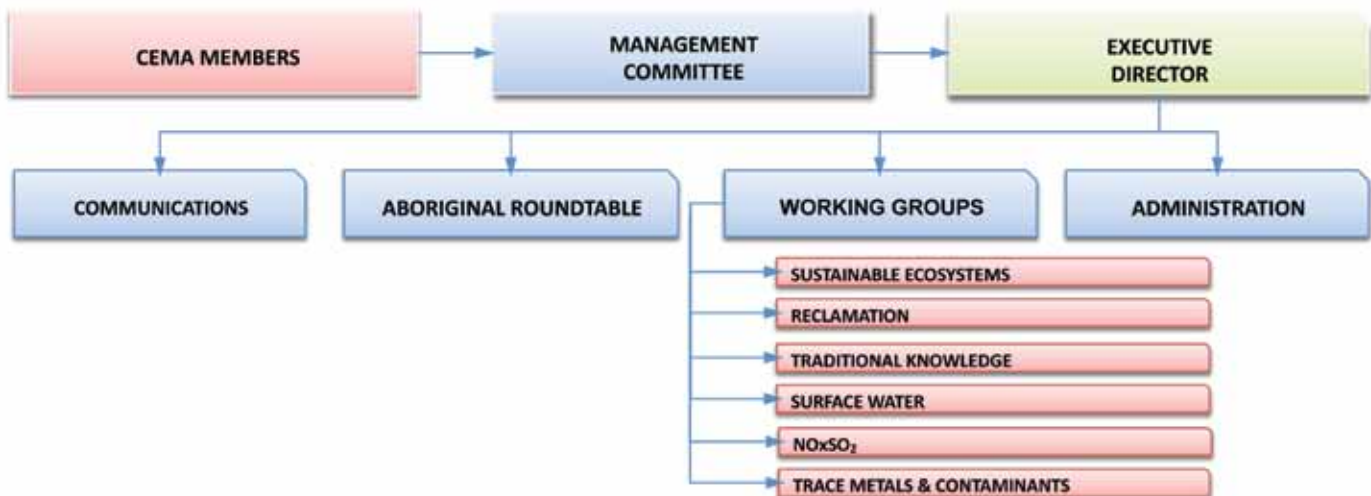 CEMA MEMBERS
MANAGEMENT
COMMITTEE
EXECUTIVE
DIRECTOR
COMMUNICATIONS
ABORIGINAL ROUNDTABLE
WORKING GROUPS
ADMINISTRATION
SUSTAINABLE ECOSYSTEMS
RECLAMATION
TRADITIONAL KNOWLEDGE
SURFACE WATER
NOxSO₂
TRACE METALS & CONTAMINANTS